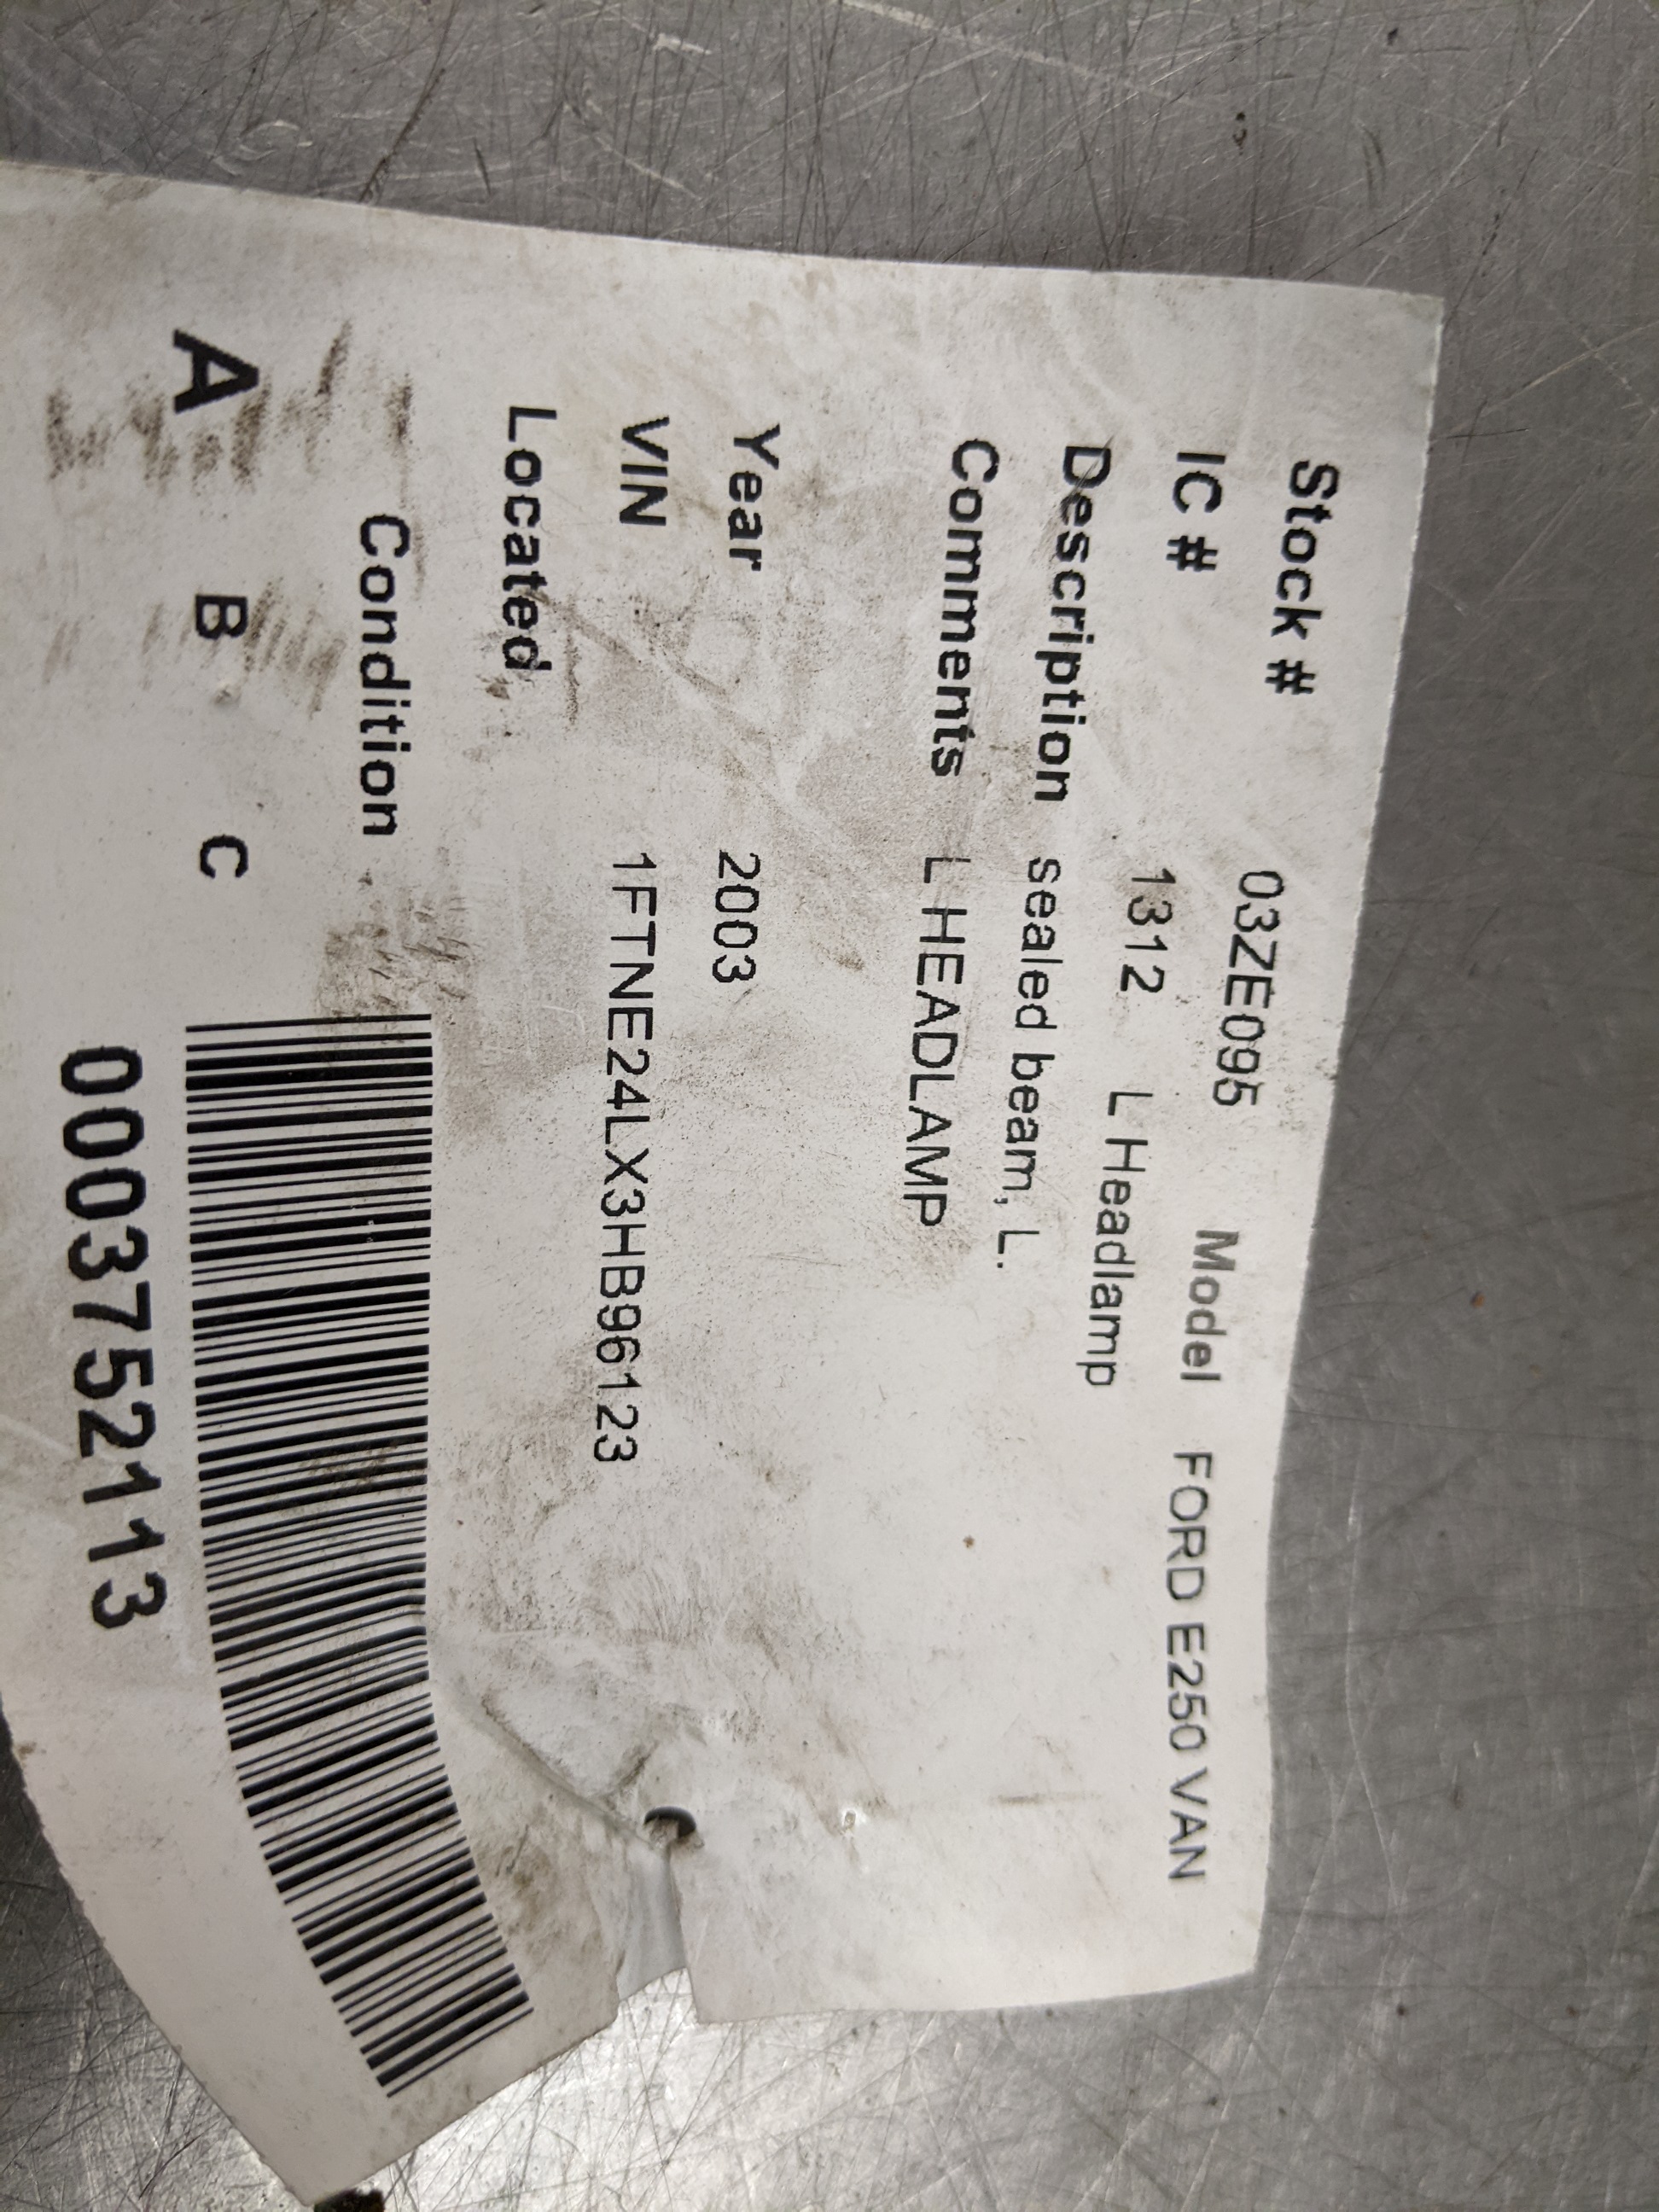 Stock # 03ZE095 Model FORD E250 VAN
IC # 1312 L Headlamp
Description sealed beam, L.
Comments L HEADLAMP
Year 2003
VIN 1FTNE24LX3HB96123
Located
Condition
A B C
0003752113